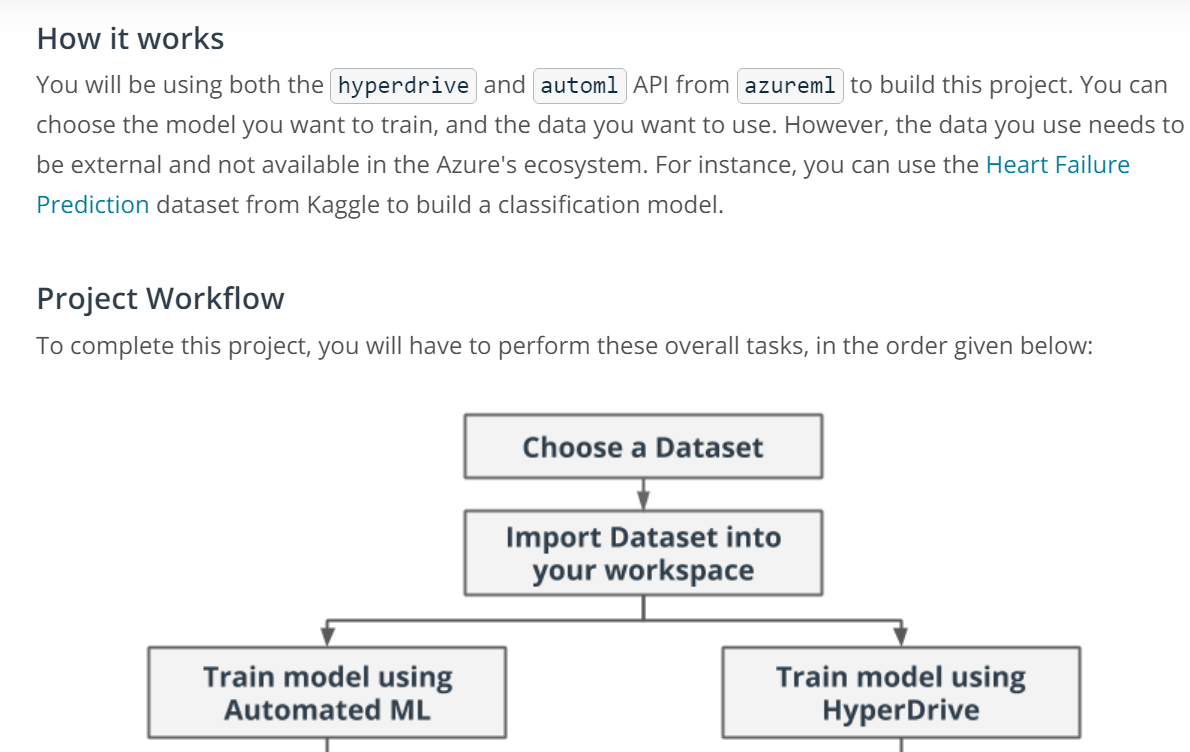 How it works
You will be using both the hyperdrive and automl API from azureml to build this project. You can
choose the model you want to train, and the data you want to use. However, the data you use needs to
be external and not available in the Azure's ecosystem. For instance, you can use the Heart Failure
Prediction dataset from Kaggle to build a classification model.
Project Workflow
To complete this project, you will have to perform these overall tasks, in the order given below:
Choose a Dataset
Import Dataset into
your workspace
Train model using
Automated ML
Train model using
HyperDrive